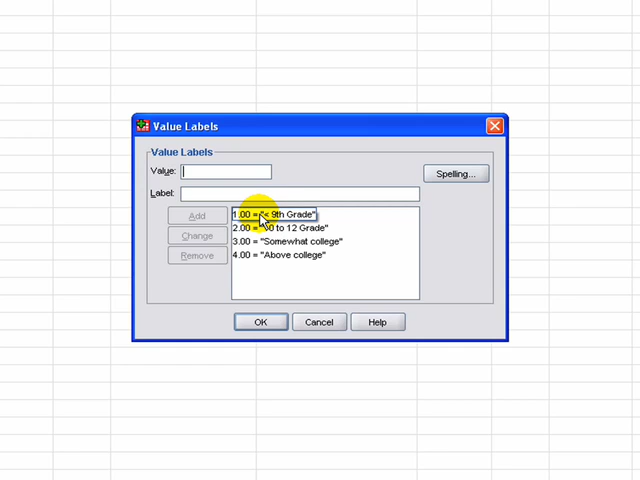 Value Labels
Value Labels
Value:
Spelling...
Label:
Add
Change
Remove
1.00 = "< 9th Grade"
2.00 = to 12 Grade"
3.00 = "Somewhat college"
4.00 = "Above college"
OK
Cancel
Help